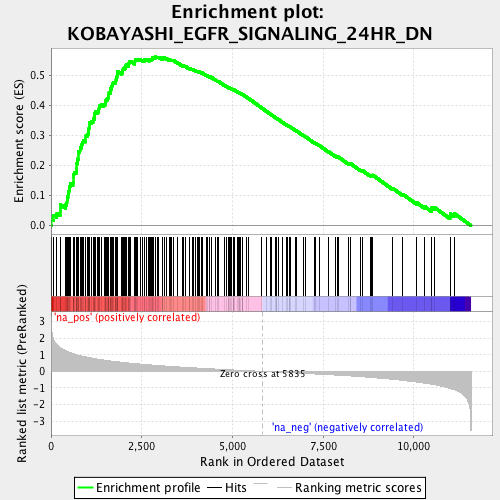 Enrichment plot:
KOBAYASHI_EGFR_SIGNALING_24HR_DN
Enrichment score (ES)
0.5
0.4
0.3
0.2
0.1
0.0
'na_pos' (positively correlated)
Ranked list metric (PreRanked)
3
2
1
0
-1
-2
-3
Zero cross at 5835
'na_neg' (negatively correlated)
0
2,500
5,000
7,500
10,000
Rank in Ordered Dataset
Enrichment profile
Hits
Ranking metric scores